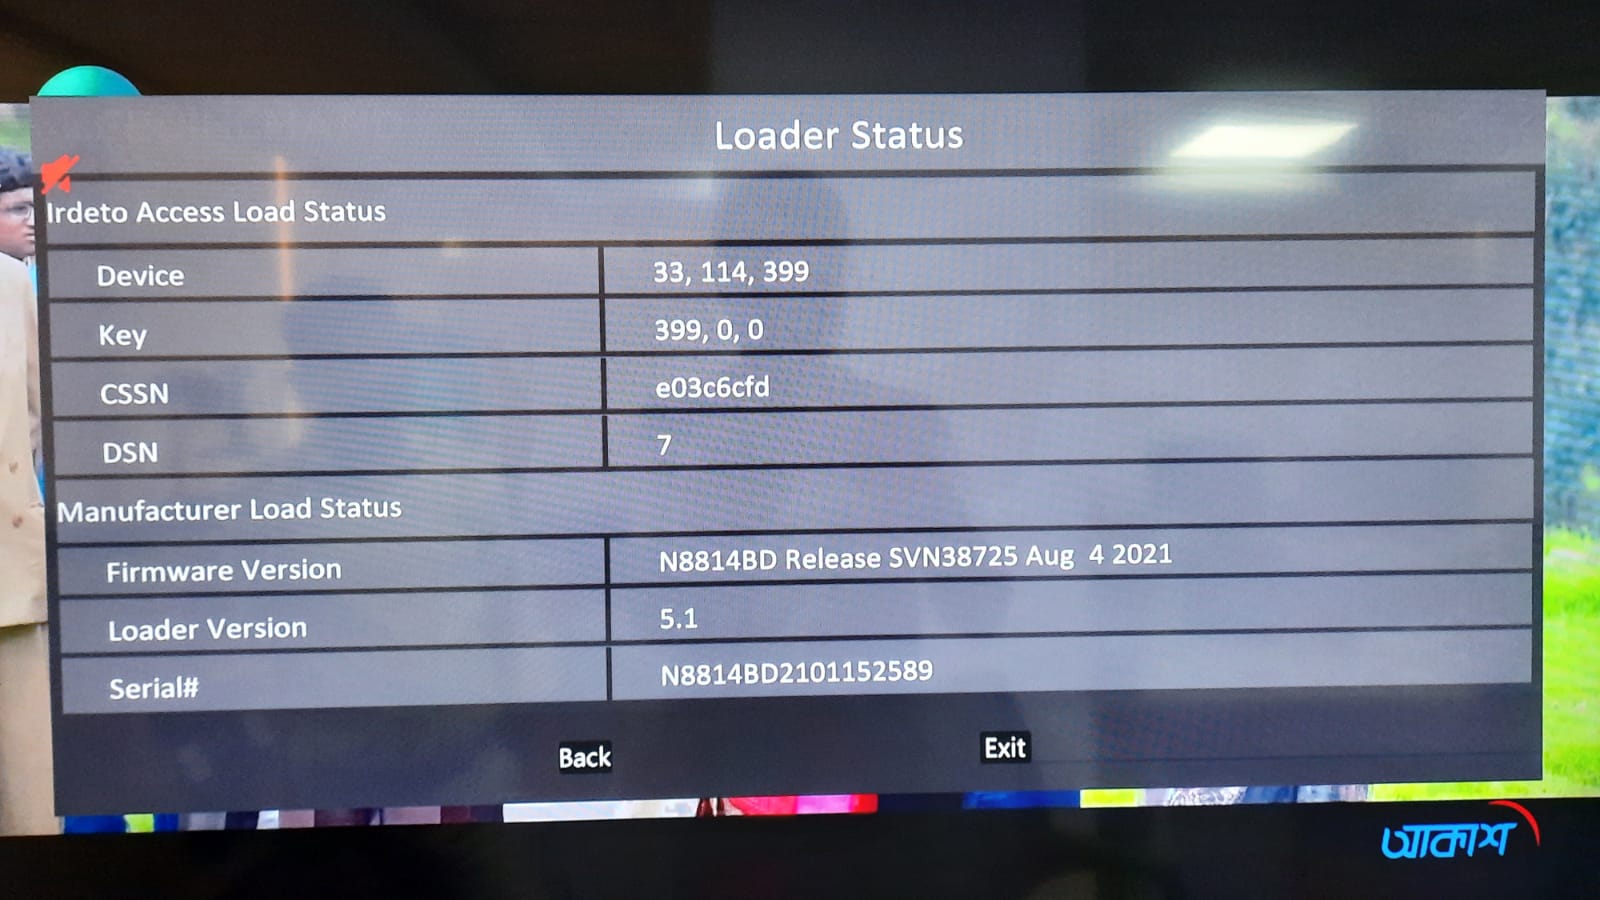 Loader Status
Irdeto Access Load Status
Device 33, 114, 399
Key 399, 0, 0
CSSN e03c6cfd
DSN 7
Manufacturer Load Status
Firmware Version N8814BD Release SVN38725 Aug  4 2021
Loader Version 5.1
Serial# N8814BD2101152589
Back Exit
আকাশ